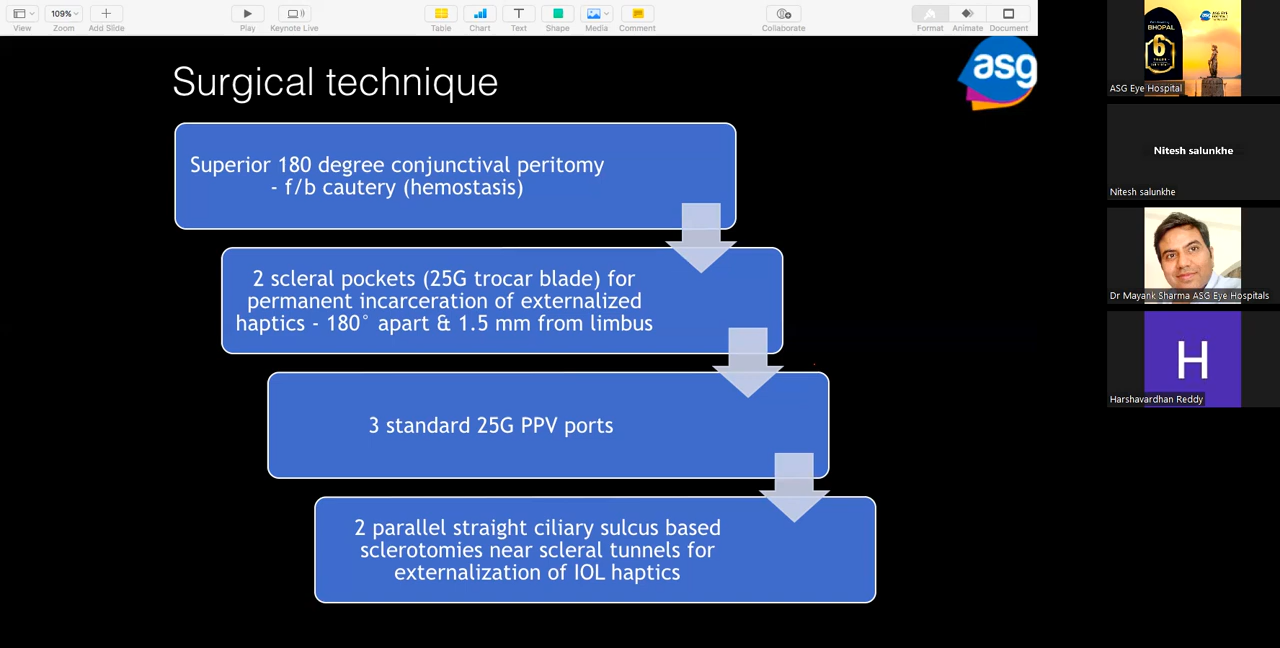 109%
View
Zoom
Add Slide
Play
Keynote Live
Table
Chart
Text
Shape
Media
Comment
Collaborate
Format
Animate
Document
Surgical technique
asg
Superior 180 degree conjunctival peritomy
- f/b cautery (hemostasis)
2 scleral pockets (25G trocar blade) for
permanent incarceration of externalized
haptics - 180° apart & 1.5 mm from limbus
3 standard 25G PPV ports
2 parallel straight ciliary sulcus based
sclerotomies near scleral tunnels for
externalization of IOL haptics
BHOPAL
6
ASG EYE
ASG Eye Hospital
Nitesh salunkhe
Nitesh salunkhe
Dr Mayank Sharma ASG Eye Hospitals
H
Harshavardhan Reddy